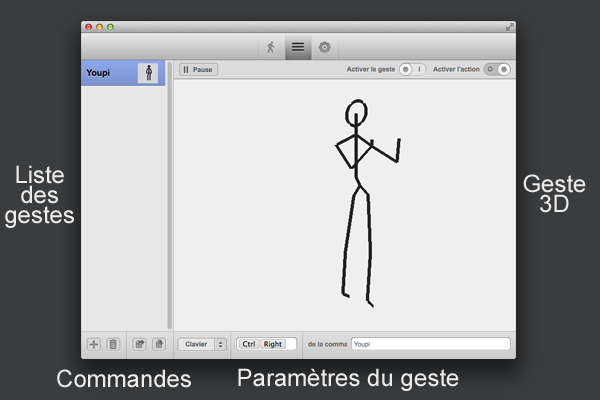 Youpi
Pause
Activer le geste
Activer l'action
Liste
des
gestes
Geste
3D
Clavier
Ctrl Right
de la comma
Youpi
Commandes
Paramètres du geste